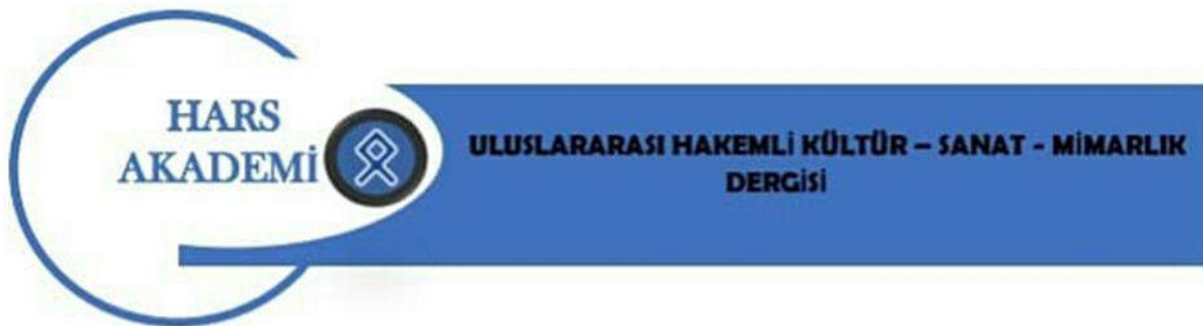 HARS
AKADEMİ
ULUSLARARASI HAKEMLİ KÜLTÜR – SANAT - MİMARLIK
DERGİSİ